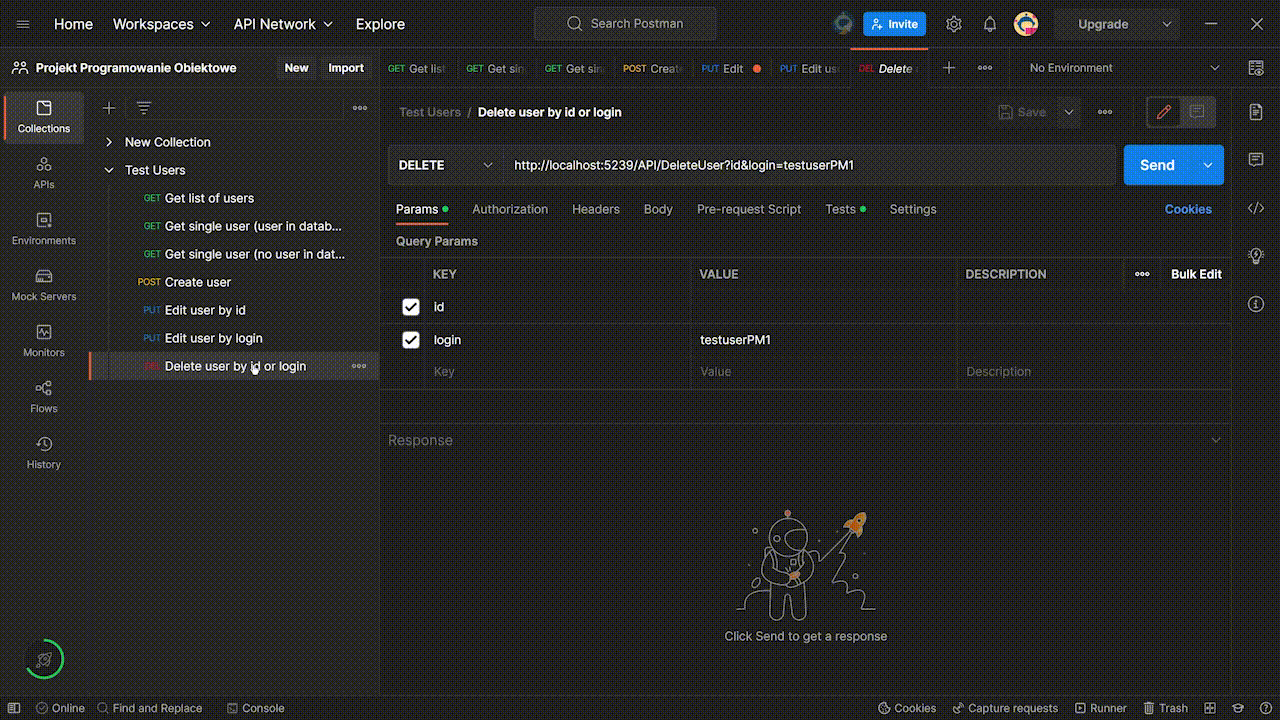 Home Workspaces API Network Explore Search Postman Invite Upgrade
Projekt Programowanie Obiektowe New Import GET Get list GET Get sin GET Get sin POST Create PUT Edit PUT Edit us DEL Delete No Environment
Collections
APIs
Environments
Mock Servers
Monitors
Flows
History
New Collection
Test Users
GET Get list of users
GET Get single user (user in datab...
GET Get single user (no user in dat...
POST Create user
PUT Edit user by id
PUT Edit user by login
DEL Delete user by id or login
Test Users / Delete user by id or login Save
DELETE http://localhost:5239/API/DeleteUser?id&login=testuserPM1 Send
Params Authorization Headers Body Pre-request Script Tests Settings Cookies
Query Params
KEY VALUE DESCRIPTION Bulk Edit
id
login testuserPM1
Key Value Description
Response
Click Send to get a response
Online Find and Replace Console Cookies Capture requests Runner Trash